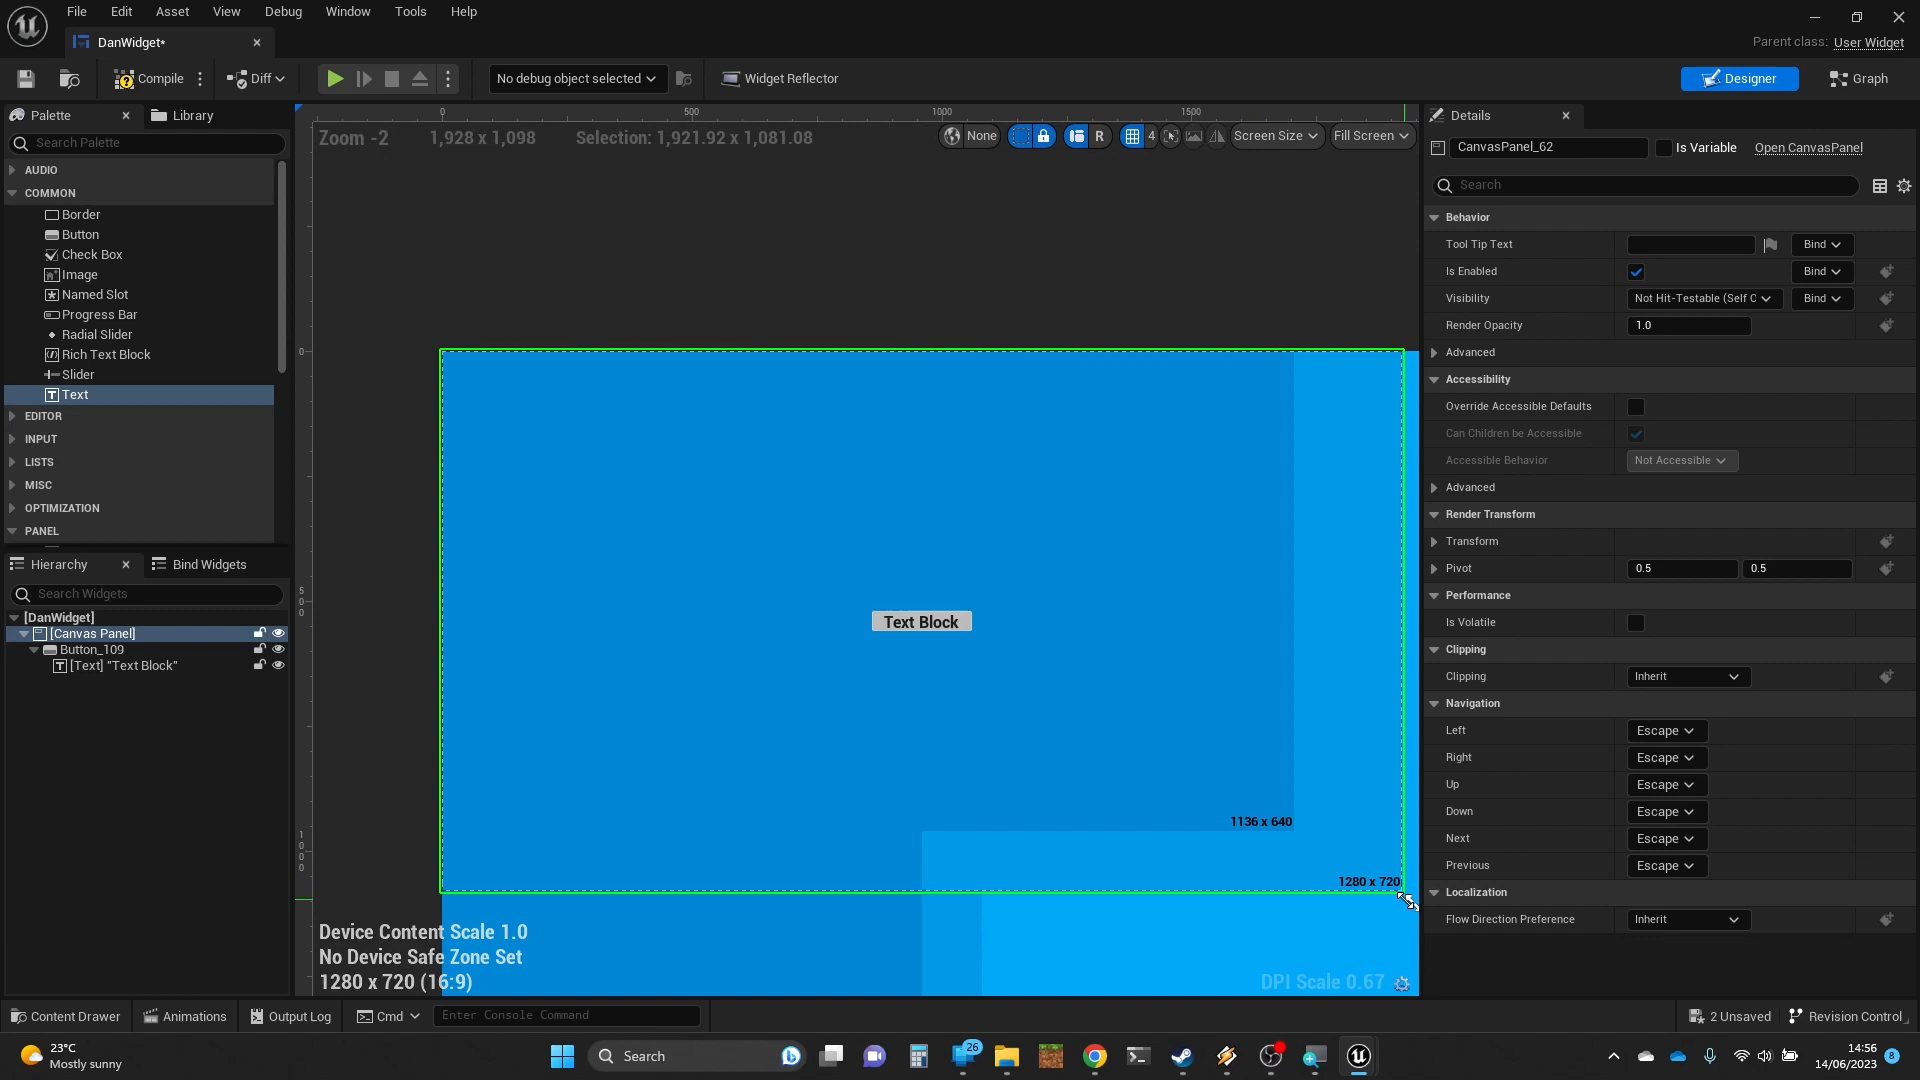 File Edit Asset View Debug Window Tools Help
DanWidget*
Parent class: User Widget
Compile Diff No debug object selected Widget Reflector Designer Graph
Palette Library
Search Palette
AUDIO
COMMON
Border
Button
Check Box
Image
Named Slot
Progress Bar
Radial Slider
Rich Text Block
Slider
Text
EDITOR
INPUT
LISTS
MISC
OPTIMIZATION
PANEL
Hierarchy Bind Widgets
Search Widgets
[DanWidget]
[Canvas Panel]
Button_109
[Text] "Text Block"
0 500 1000 1500
Zoom -2 1,928 x 1,098 Selection: 1,921.92 x 1,081.08
None R 4 Screen Size Fill Screen
0
500
1000
Text Block
1136 x 640
1280 x 720
Device Content Scale 1.0
No Device Safe Zone Set
1280 x 720 (16:9)
DPI Scale 0.67
Details
CanvasPanel_62 Is Variable Open CanvasPanel
Search
Behavior
Tool Tip Text Bind
Is Enabled Bind
Visibility Not Hit-Testable (Self O Bind
Render Opacity 1.0
Advanced
Accessibility
Override Accessible Defaults
Can Children be Accessible
Accessible Behavior Not Accessible
Advanced
Render Transform
Transform
Pivot 0.5 0.5
Performance
Is Volatile
Clipping
Clipping Inherit
Navigation
Left Escape
Right Escape
Up Escape
Down Escape
Next Escape
Previous Escape
Localization
Flow Direction Preference Inherit
Content Drawer Animations Output Log Cmd Enter Console Command 2 Unsaved Revision Control
23°C
Mostly sunny
Search
26
14:56
14/06/2023
8